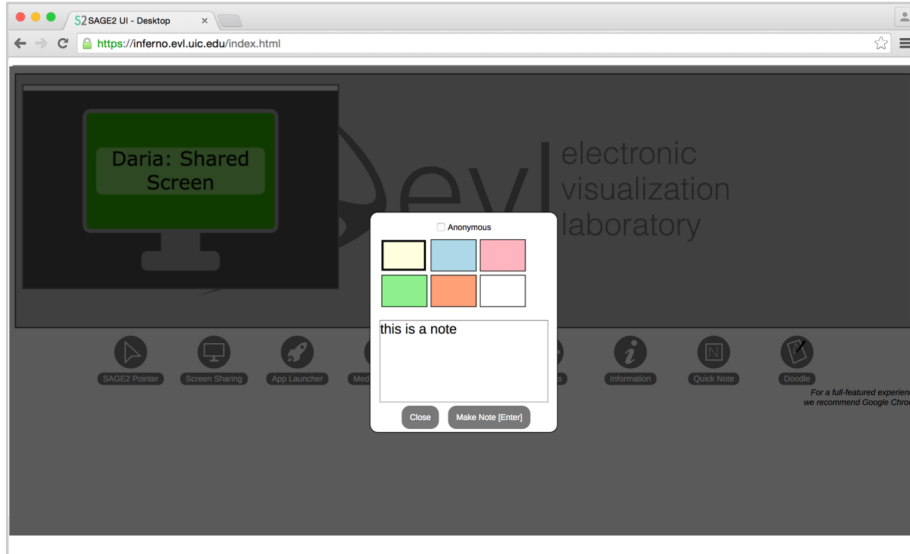 S2 SAGE2 UI - Desktop
https://inferno.evl.uic.edu/index.html
Daria: Shared
Screen
evl
electronic
visualization
laboratory
Anonymous
this is a note
SAGE2 Pointer
Screen Sharing
App Launcher
Information
Quick Note
Doodle
For a full-featured experience
we recommend Google
Close
Make Note [Enter]